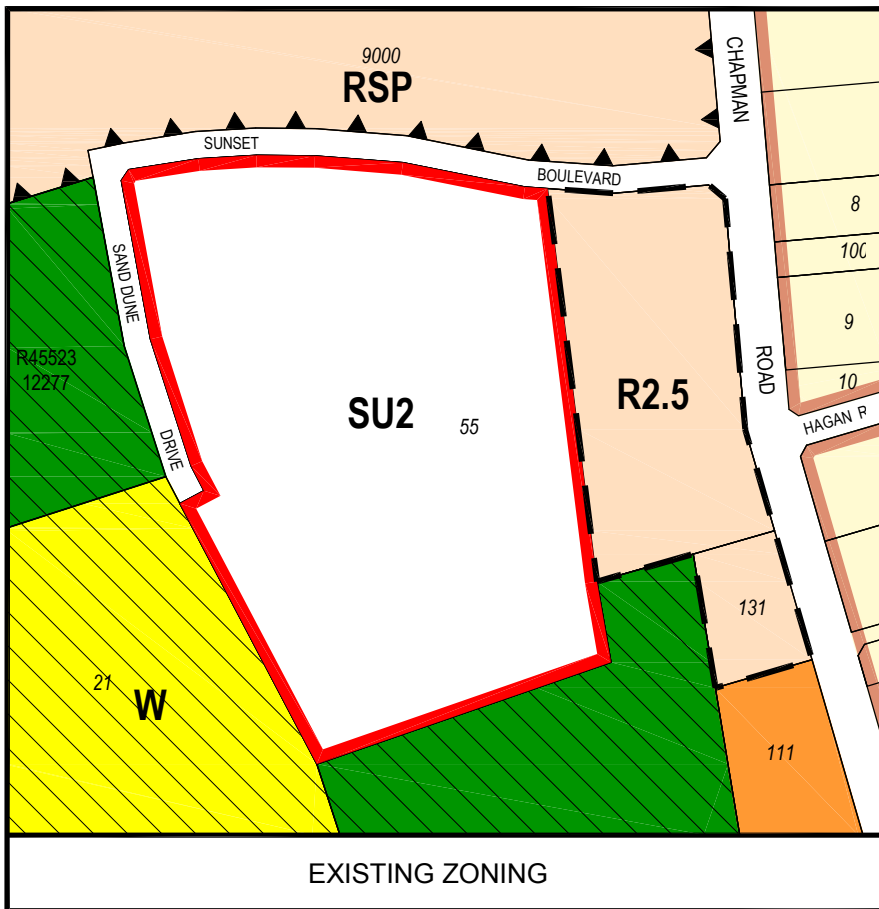 9000
RSP
CHAPMAN
SUNSET
BOULEVARD
8
100
SAND DUNE
9
R45523
12277
ROAD
10
R2.5
SU2
55
HAGAN R
DRIVE
131
21
W
111
EXISTING ZONING